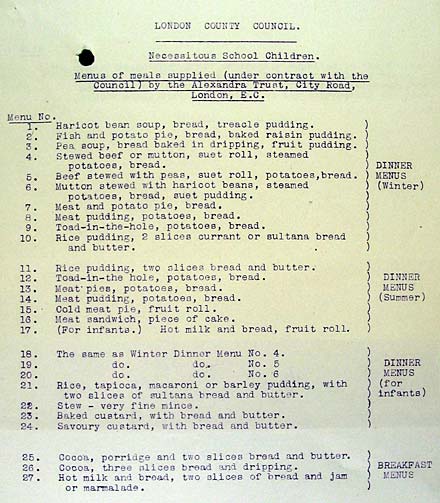 LONDON COUNTY COUNCIL.
Necessitous School Children.
Menus of meals supplied (under contract with the
Council) by the Alexandra Trust, City Road,
London, E.C.
Menu No.
1. Haricot bean soup, bread, treacle pudding.
2. Fish and potato pie, bread, baked raisin pudding.
3. Pea soup, bread baked in dripping, fruit pudding.
4. Stewed beef or mutton, suet roll, steamed
potatoes, bread.
5. Beef stewed with peas, suet roll, potatoes,bread.
6. Mutton stewed with haricot beans, steamed
potatoes, bread, suet pudding.
7. Meat and potato pie, bread.
8. Meat pudding, potatoes, bread.
9. Toad-in-the-hole, potatoes, bread.
10. Rice pudding, 2 slices currant or sultana bread
and butter.
DINNER
MENUS
(Winter)
11. Rice pudding, two slices bread and butter.
12. Toad-in-the hole, potatoes, bread.
13. Meat pies, potatoes, bread.
14. Meat pudding, potatoes, bread.
15. Cold meat pie, fruit roll.
16. Meat sandwich, piece of cake.
17. (For infants.) Hot milk and bread, fruit roll.
DINNER
MENUS
(Summer)
18. The same as Winter Dinner Menu No. 4.
19. do. do. No. 5
20. do. do. No. 6
21. Rice, tapioca, macaroni or barley pudding, with
two slices of sultana bread and butter.
22. Stew - very fine mince.
23. Baked custard, with bread and butter.
24. Savoury custard, with bread and butter.
DINNER
MENUS
(for
infants)
25. Cocoa, porridge and two slices bread and butter.
26. Cocoa, three slices bread and dripping.
27. Hot milk and bread, two slices of bread and jam
or marmalade.
BREAKFAST
MENUS